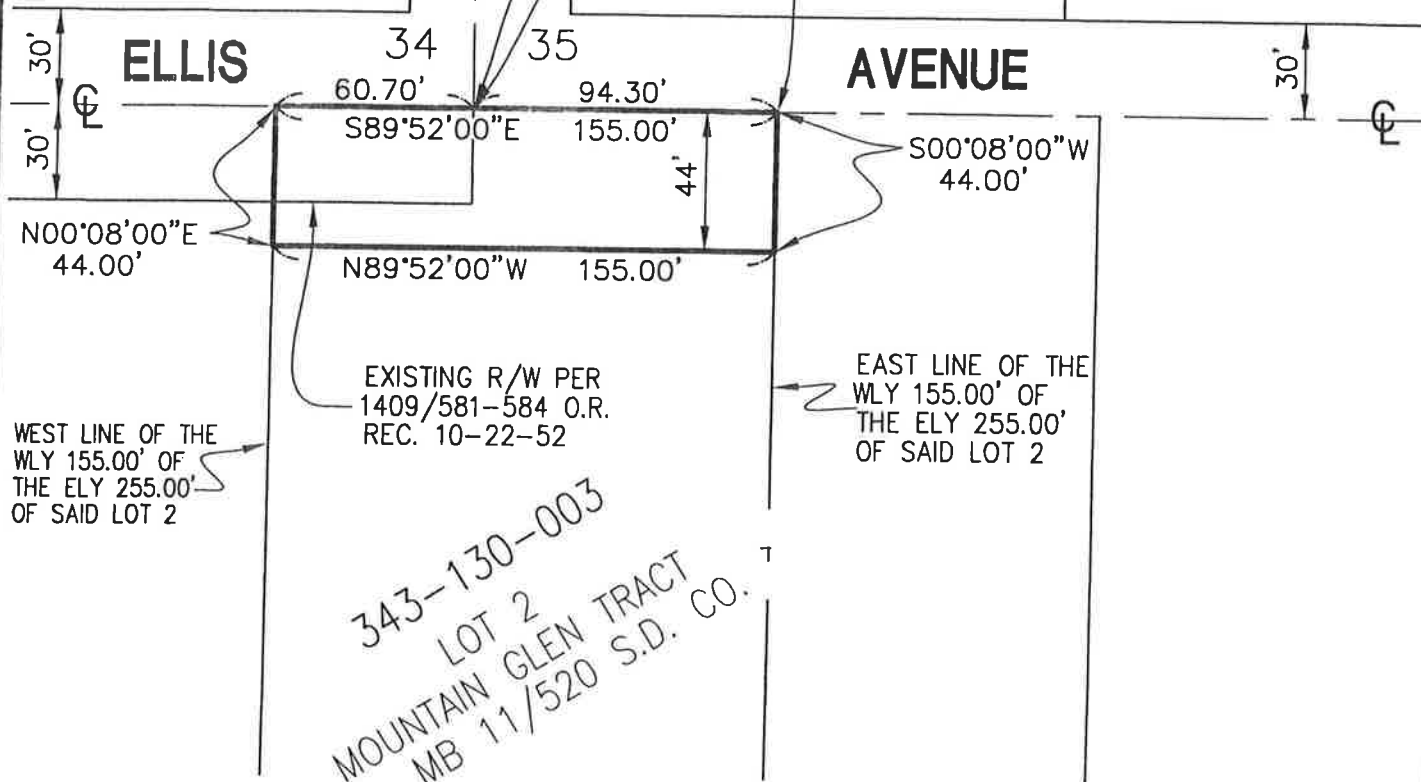 30'
ELLIS
34
35
AVENUE
30'
60.70'
94.30'
℄
S89°52'00"E
155.00'
℄
30'
44'
S00°08'00"W
44.00'
N00°08'00"E
44.00'
N89°52'00"W
155.00'
EXISTING R/W PER
1409/581-584 O.R.
REC. 10-22-52
EAST LINE OF THE
WLY 155.00' OF
THE ELY 255.00'
OF SAID LOT 2
WEST LINE OF THE
WLY 155.00' OF
THE ELY 255.00'
OF SAID LOT 2
343-130-003
LOT 2
MOUNTAIN GLEN TRACT
MB 11/520 S.D. CO.